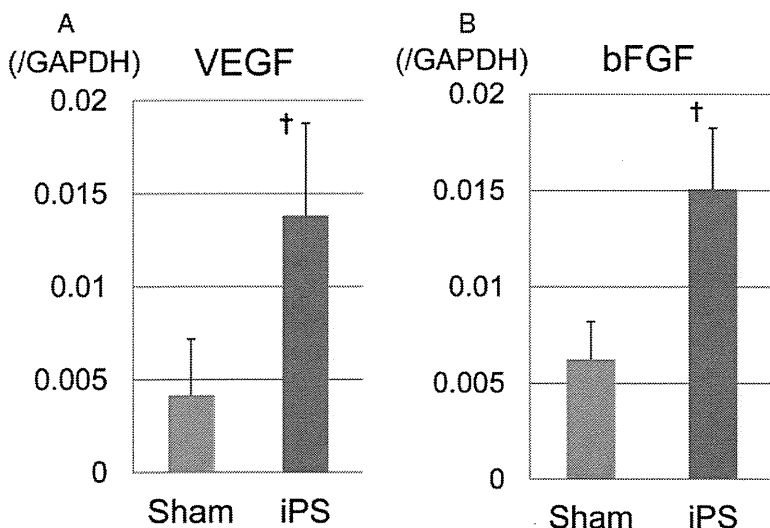 A
(/GAPDH) VEGF
0.02
†
0.015
0.01
0.005
0
Sham iPS
B
(/GAPDH) bFGF
0.02
†
0.015
0.01
0.005
0
Sham iPS